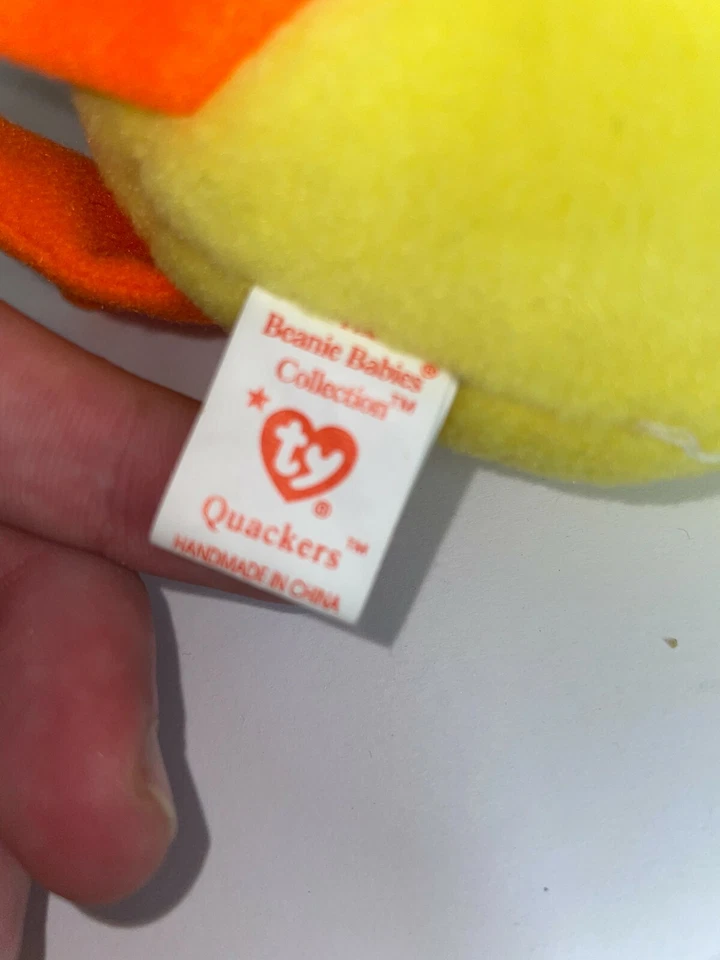 Beanie Babies®
Collection™
★
ty®
Quackers™
HANDMADE IN CHINA